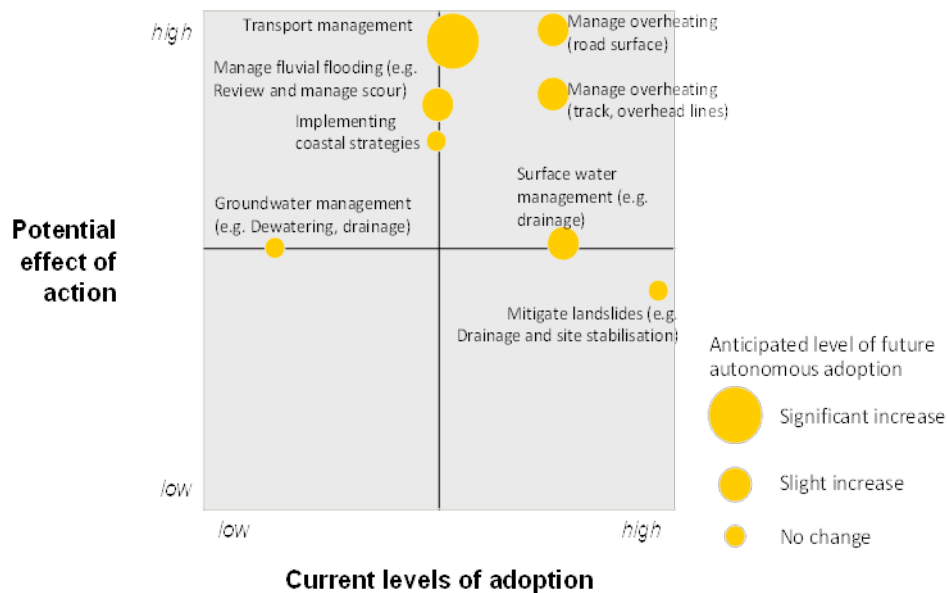 high
Transport management
Manage overheating
(road surface)
Manage fluvial flooding (e.g.
Review and manage scour)
Manage overheating
(track, overhead lines)
Implementing
coastal strategies
Surface water
management (e.g.
drainage)
Groundwater management
(e.g. Dewatering, drainage)
Potential
effect of
action
Mitigate landslides (e.g.
Drainage and site stabilisation)
low
low
high
Current levels of adoption
Anticipated level of future
autonomous adoption
Significant increase
Slight increase
No change